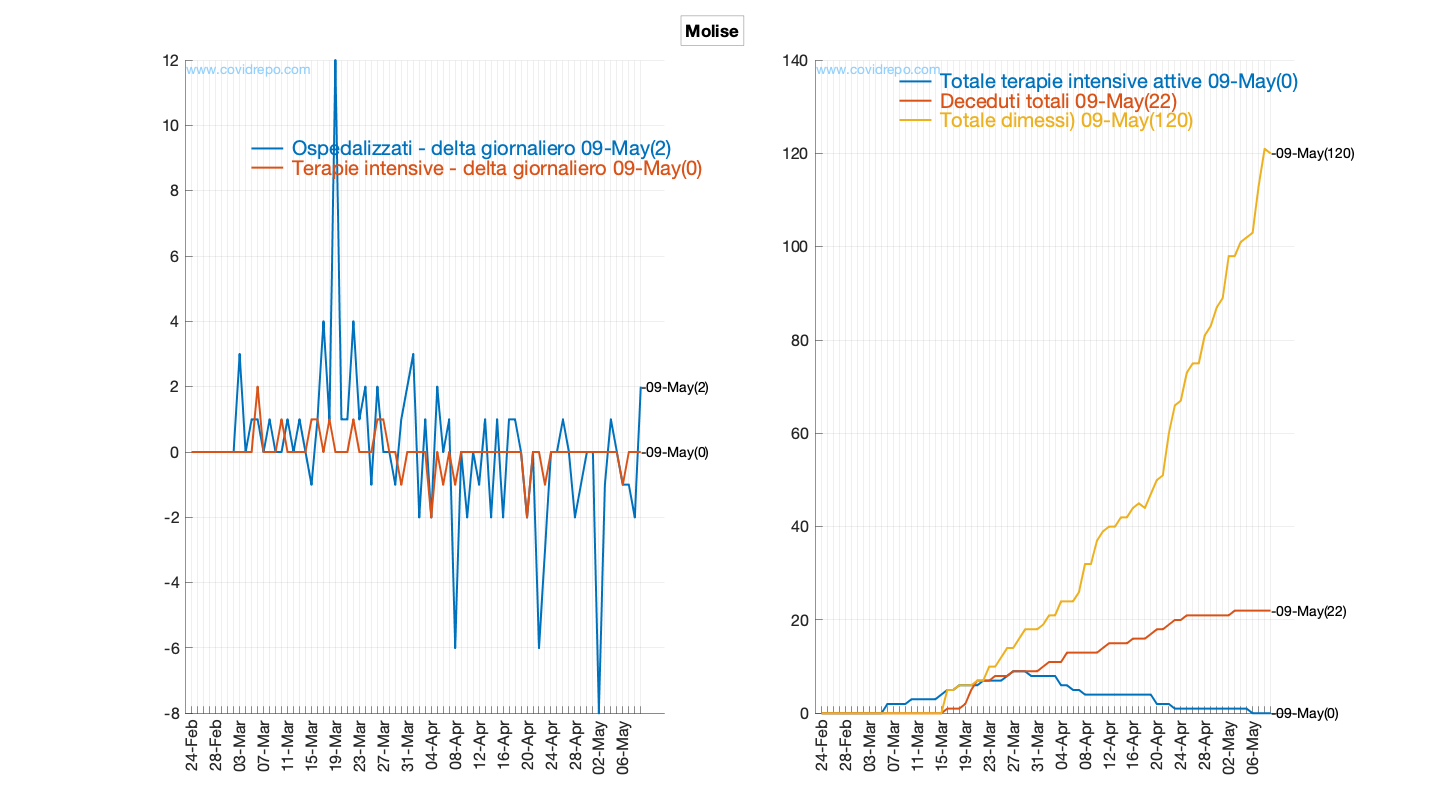 Molise
www.covidrepo.com
Ospedalizzati - delta giornaliero 09-May(2)
Terapie intensive - delta giornaliero 09-May(0)
12
10
8
6
4
2
0
-2
-4
-6
-8
-09-May(2)
-09-May(0)
24-Feb
28-Feb
03-Mar
07-Mar
11-Mar
15-Mar
19-Mar
23-Mar
27-Mar
31-Mar
04-Apr
08-Apr
12-Apr
16-Apr
20-Apr
24-Apr
28-Apr
02-May
06-May
www.covidrepo.com
Totale terapie intensive attive 09-May(0)
Deceduti totali 09-May(22)
Totale dimessi) 09-May(120)
140
120
100
80
60
40
20
0
-09-May(120)
-09-May(22)
-09-May(0)
24-Feb
28-Feb
03-Mar
07-Mar
11-Mar
15-Mar
19-Mar
23-Mar
27-Mar
31-Mar
04-Apr
08-Apr
12-Apr
16-Apr
20-Apr
24-Apr
28-Apr
02-May
06-May